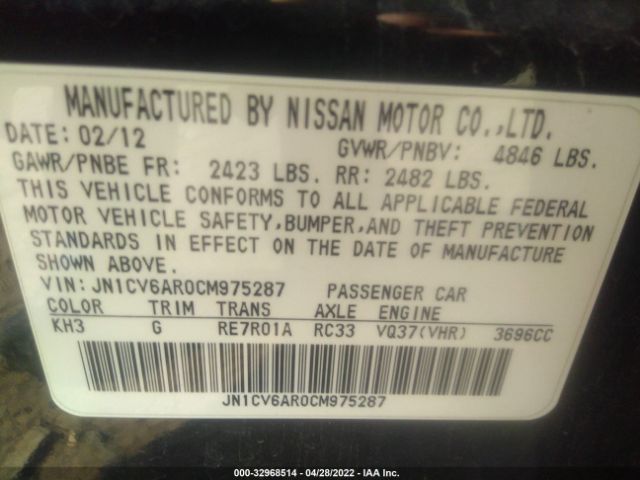 MANUFACTURED BY NISSAN MOTOR CO.,LTD.
DATE: 02/12 GVWR/PNBV: 4846 LBS.
GAWR/PNBE FR: 2423 LBS. RR: 2482 LBS.
THIS VEHICLE CONFORMS TO ALL APPLICABLE FEDERAL
MOTOR VEHICLE SAFETY,BUMPER,AND THEFT PREVENTION
STANDARDS IN EFFECT ON THE DATE OF MANUFACTURE
SHOWN ABOVE.
VIN: JN1CV6AR0CM975287 PASSENGER CAR
COLOR TRIM TRANS AXLE ENGINE
KH3 G RE7R01A RC33 VQ37(VHR) 3696CC
JN1CV6AR0CM975287
000-32968514 - 04/28/2022 - IAA Inc.